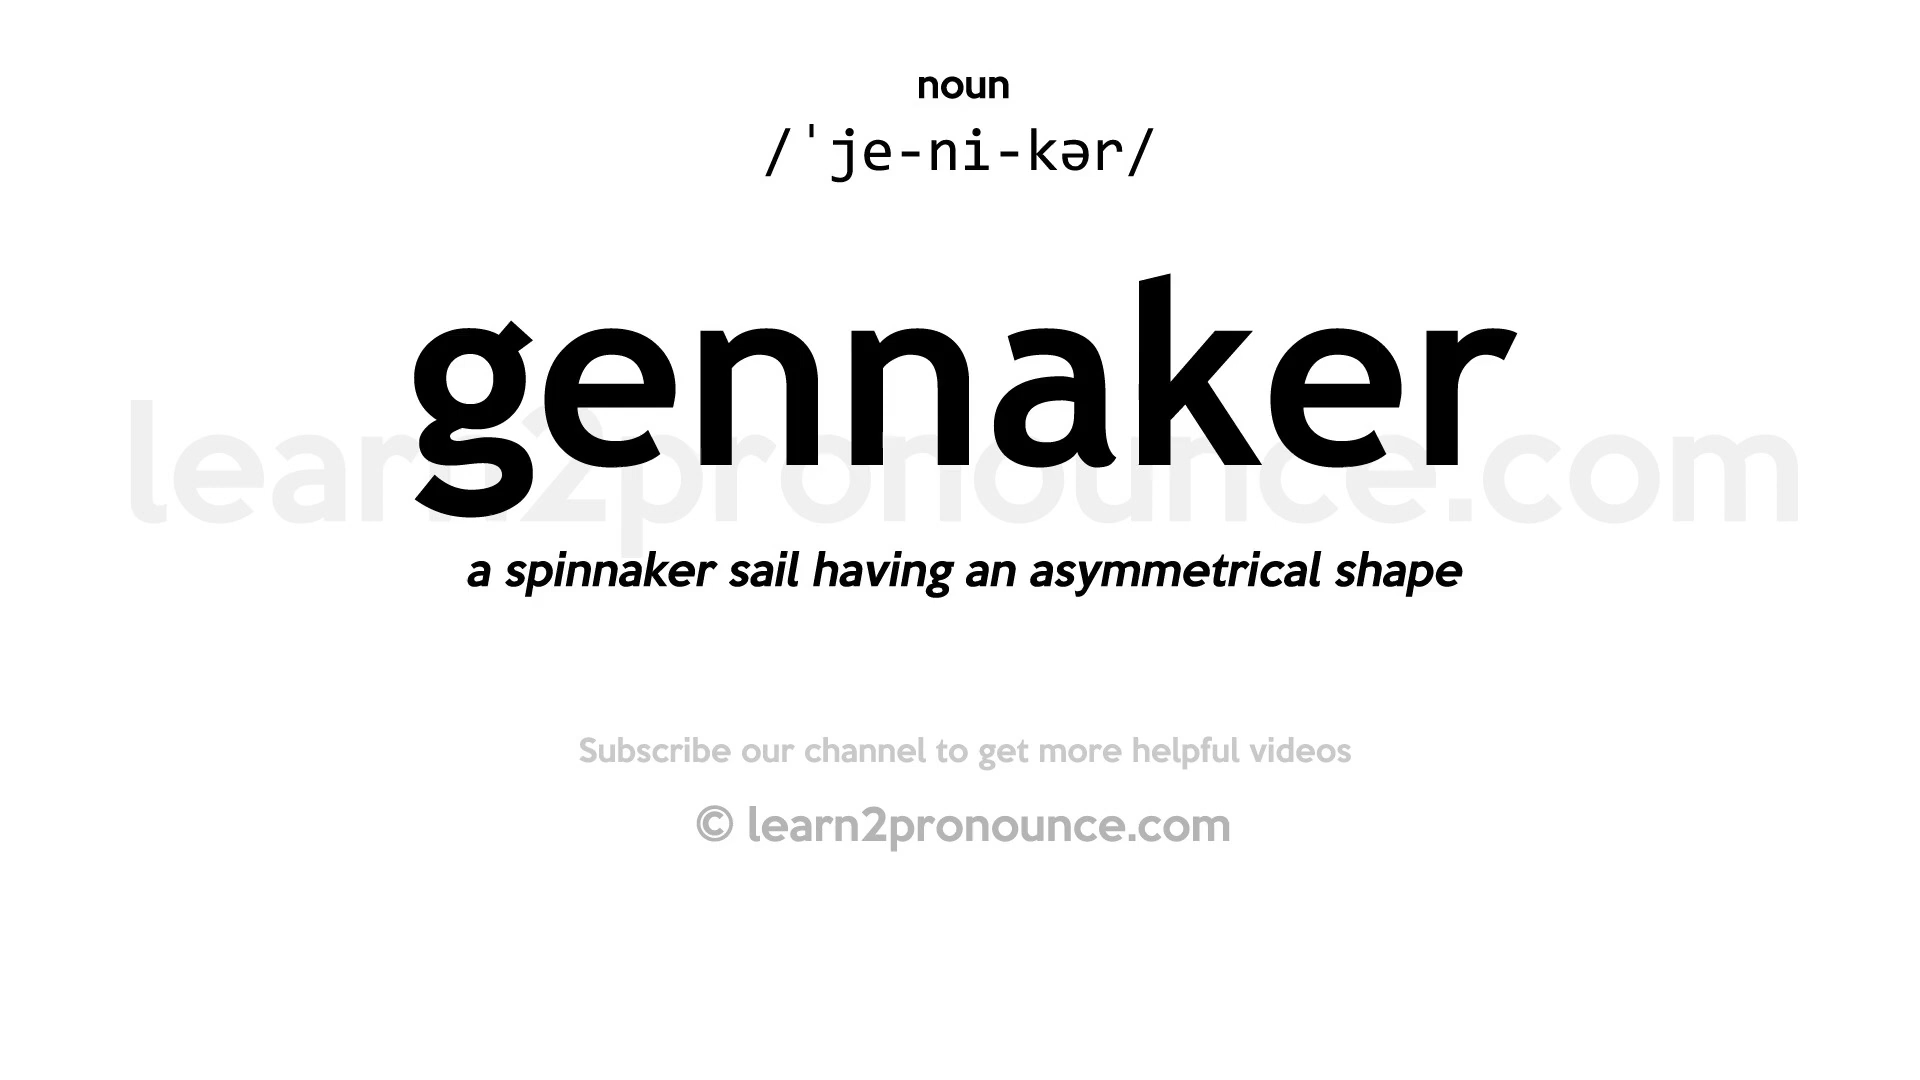 noun
/ˈje-ni-kər/
gennaker
learn2pronounce.com
a spinnaker sail having an asymmetrical shape
Subscribe our channel to get more helpful videos
© learn2pronounce.com